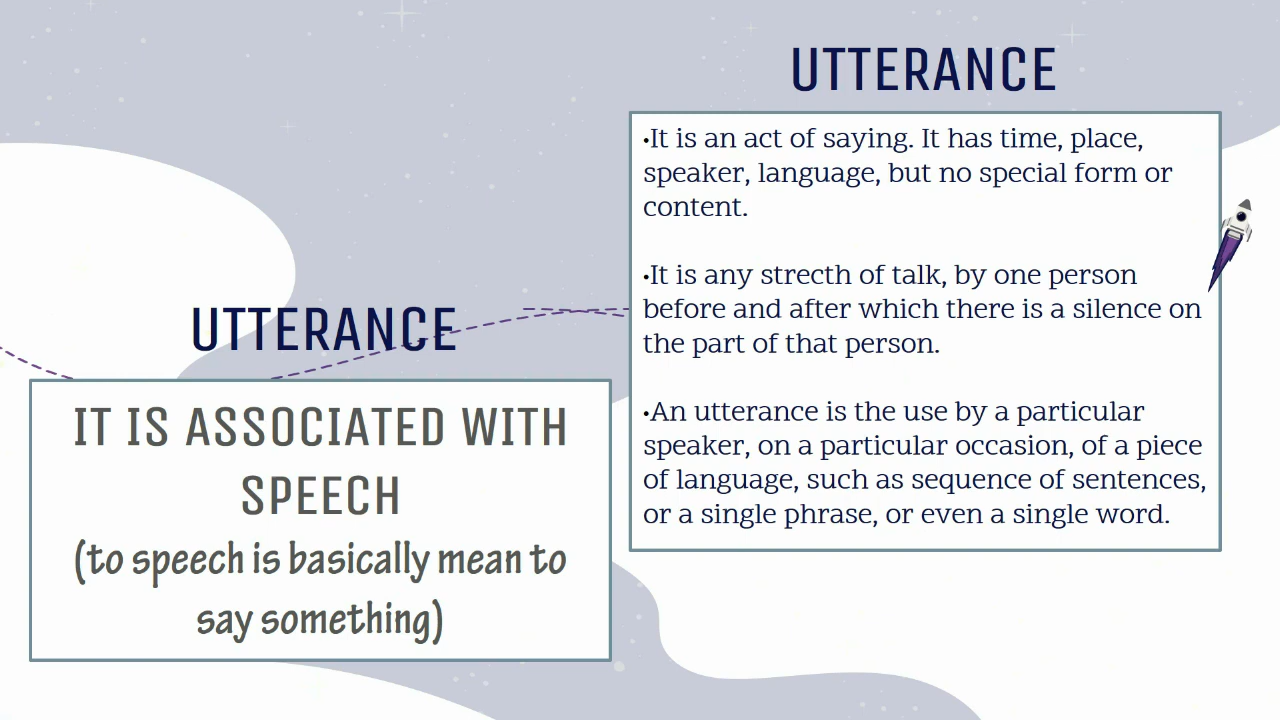 UTTERANCE
IT IS ASSOCIATED WITH
SPEECH
(to speech is basically mean to
say something)
UTTERANCE
•It is an act of saying. It has time, place,
speaker, language, but no special form or
content.
•It is any strecth of talk, by one person
before and after which there is a silence on
the part of that person.
•An utterance is the use by a particular
speaker, on a particular occasion, of a piece
of language, such as sequence of sentences,
or a single phrase, or even a single word.